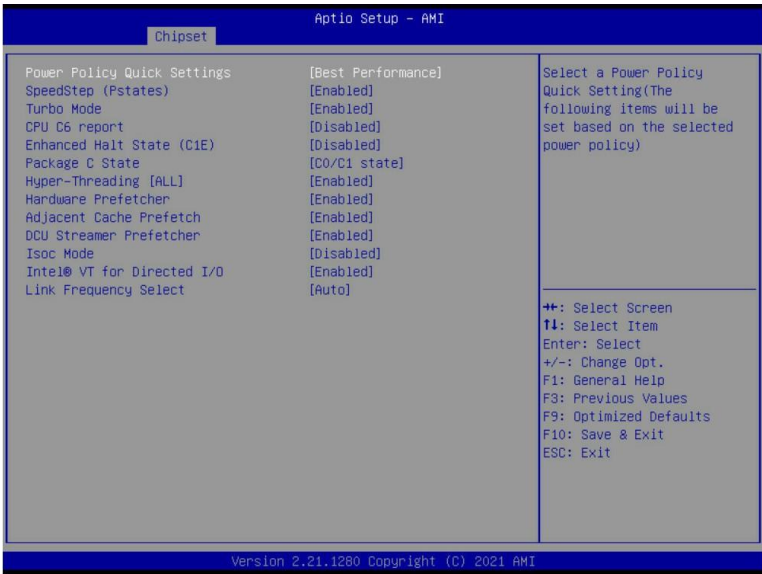 Aptio Setup – AMI
Chipset
Power Policy Quick Settings [Best Performance]
SpeedStep (Pstates) [Enabled]
Turbo Mode [Enabled]
CPU C6 report [Disabled]
Enhanced Halt State (C1E) [Disabled]
Package C State [C0/C1 state]
Hyper-Threading [ALL] [Enabled]
Hardware Prefetcher [Enabled]
Adjacent Cache Prefetch [Enabled]
DCU Streamer Prefetcher [Enabled]
Isoc Mode [Disabled]
Intel® VT for Directed I/O [Enabled]
Link Frequency Select [Auto]
Select a Power Policy
Quick Setting(The
following items will be
set based on the selected
power policy)
→←: Select Screen
↑↓: Select Item
Enter: Select
+/-: Change Opt.
F1: General Help
F3: Previous Values
F9: Optimized Defaults
F10: Save & Exit
ESC: Exit
Version 2.21.1280 Copyright (C) 2021 AMI